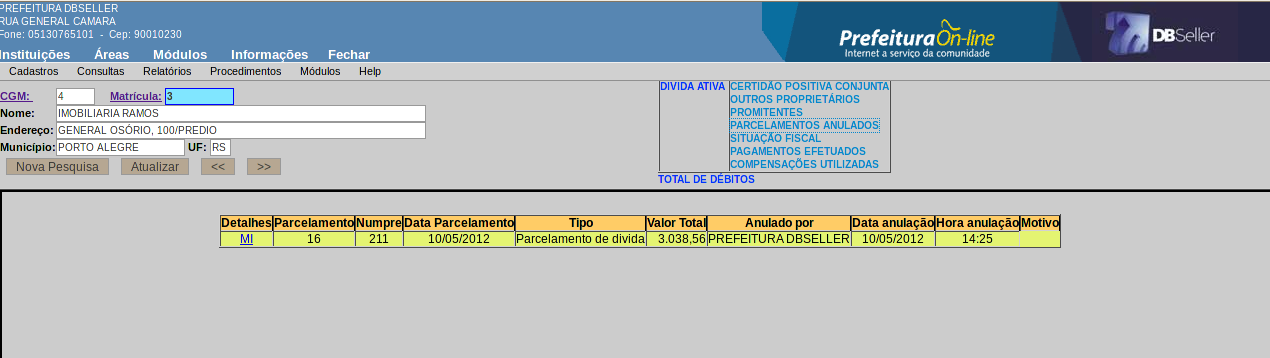 PREFEITURA DBSELLER
RUA GENERAL CAMARA
Fone: 05130765101 - Cep: 90010230
Prefeitura On-line
Internet a serviço da comunidade
DBSeller
Instituições Áreas Módulos Informações Fechar
Cadastros Consultas Relatórios Procedimentos Módulos Help
CGM: 4 Matrícula: 3
Nome: IMOBILIARIA RAMOS
Endereço: GENERAL OSÓRIO, 100/PREDIO
Município: PORTO ALEGRE UF: RS
Nova Pesquisa Atualizar << >>
DIVIDA ATIVA
CERTIDÃO POSITIVA CONJUNTA
OUTROS PROPRIETÁRIOS
PROMITENTES
PARCELAMENTOS ANULADOS
SITUAÇÃO FISCAL
PAGAMENTOS EFETUADOS
COMPENSAÇÕES UTILIZADAS
TOTAL DE DÉBITOS
Detalhes Parcelamento Numpre Data Parcelamento Tipo Valor Total Anulado por Data anulação Hora anulação Motivo
MI 16 211 10/05/2012 Parcelamento de divida 3.038,56 PREFEITURA DBSELLER 10/05/2012 14:25